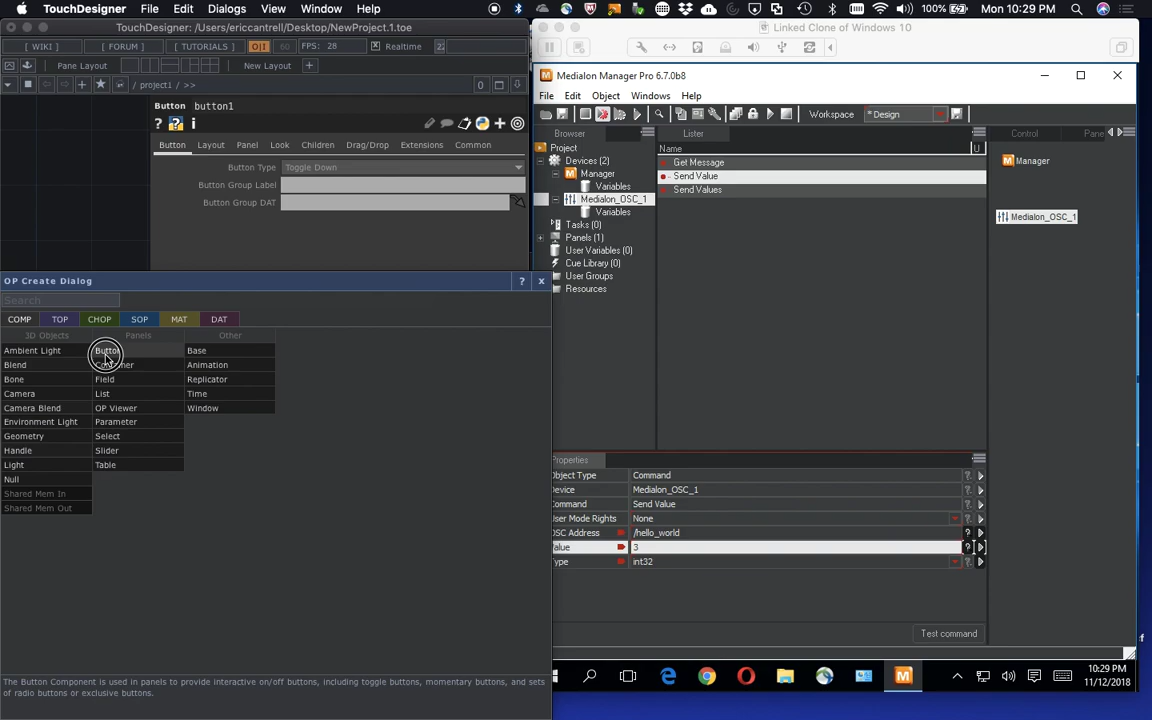 TouchDesigner File Edit Dialogs View Window Help 100% Mon 10:29 PM
TouchDesigner: /Users/ericcantrell/Desktop/NewProject.1.toe
[ WIKI ] [ FORUM ] [ TUTORIALS ] O|I 60 FPS: 28 Realtime 22
Pane Layout New Layout +
/ project1 / >> 0
Button button1
? ? i
Button Layout Panel Look Children Drag/Drop Extensions Common
Button Type Toggle Down
Button Group Label
Button Group DAT
OP Create Dialog ? x
Search
COMP TOP CHOP SOP MAT DAT
3D Objects Panels Other
Ambient Light Button Base
Blend Container Animation
Bone Field Replicator
Camera List Time
Camera Blend OP Viewer Window
Environment Light Parameter
Geometry Select
Handle Slider
Light Table
Null
Shared Mem In
Shared Mem Out
The Button Component is used in panels to provide interactive on/off buttons, including toggle buttons, momentary buttons, and sets
of radio buttons or exclusive buttons.
Linked Clone of Windows 10
M Medialon Manager Pro 6.7.0b8
File Edit Object Windows Help
Workspace * Design
Browser Lister Control Pane
Project
Devices (2)
Manager
Variables
Medialon_OSC_1
Variables
Tasks (0)
Panels (1)
User Variables (0)
Cue Library (0)
User Groups
Resources
Name U
Get Message
Send Value
Send Values
M Manager
Medialon_OSC_1
Properties
Object Type Command
Device Medialon_OSC_1
Command Send Value
User Mode Rights None
OSC Address /hello_world
Value 3
Type int32
Test command
10:29 PM
11/12/2018